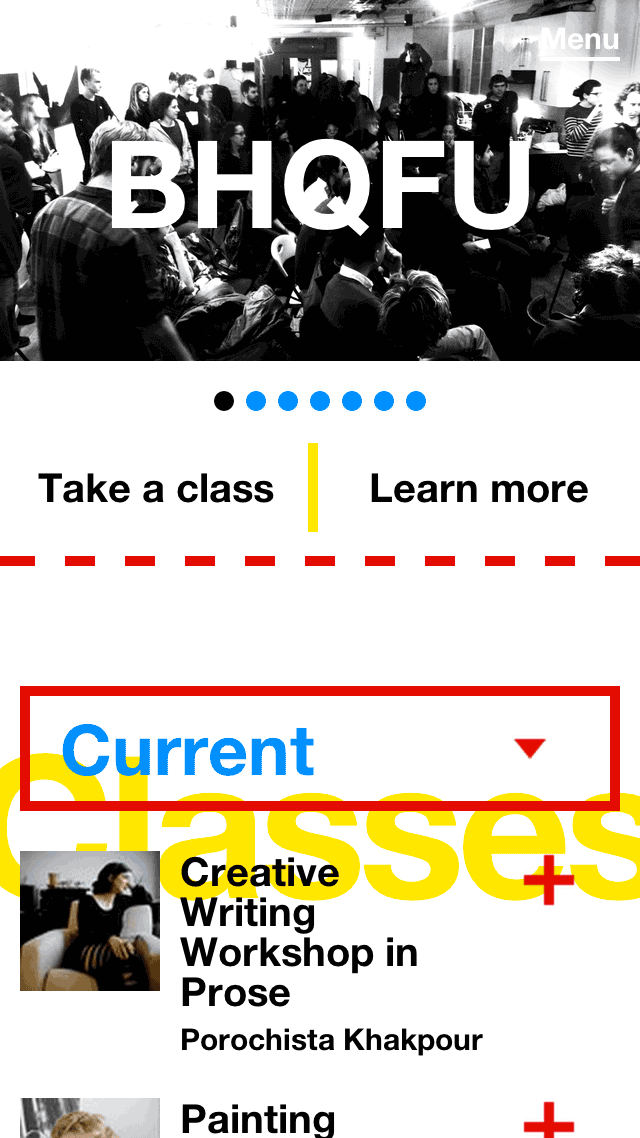 Menu
BHQFU
Take a class
Learn more
Current
Classes
Creative
Writing
Workshop in
Prose
Porochista Khakpour
Painting